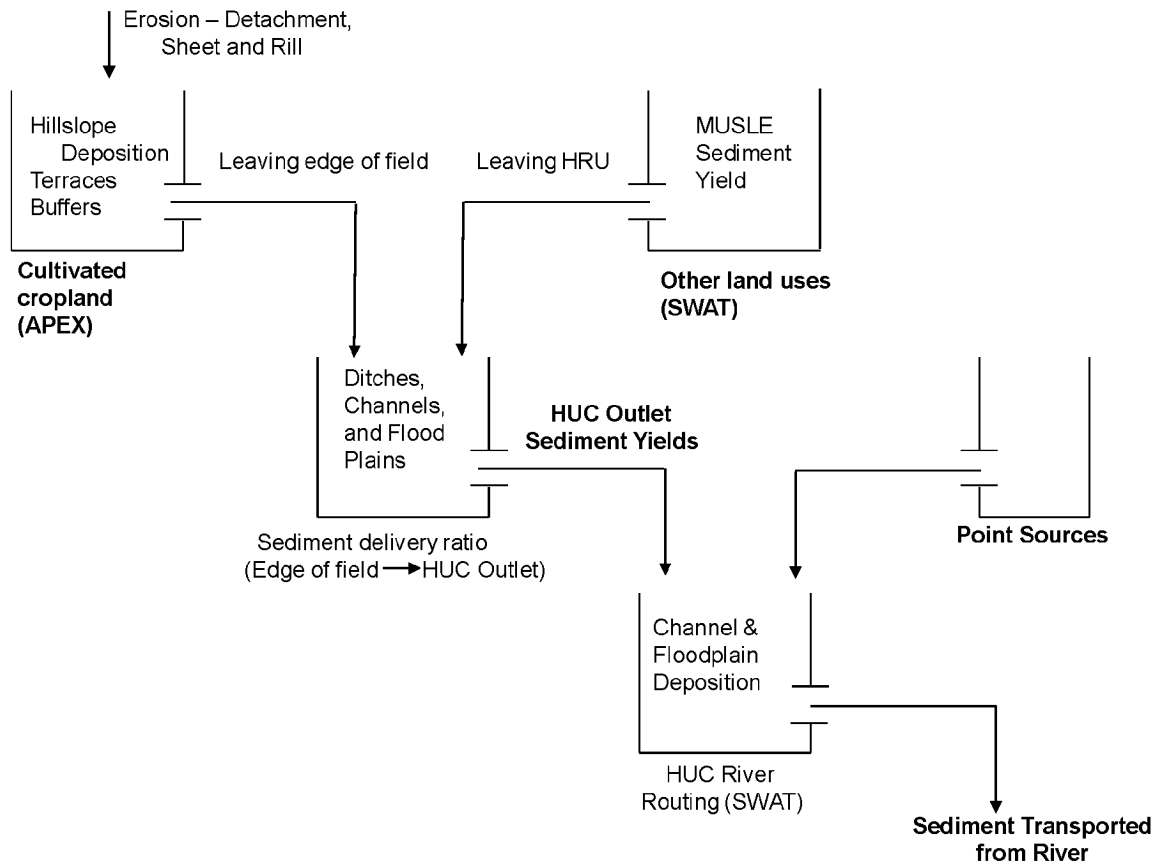 Erosion – Detachment,
Sheet and Rill
Hillslope
Deposition
Terraces
Buffers
Leaving edge of field
Leaving HRU
MUSLE
Sediment
Yield
Cultivated
cropland
(APEX)
Other land uses
(SWAT)
Ditches,
Channels,
and Flood
Plains
HUC Outlet
Sediment Yields
Point Sources
Sediment delivery ratio
(Edge of field → HUC Outlet)
Channel &
Floodplain
Deposition
HUC River
Routing (SWAT)
Sediment Transported
from River